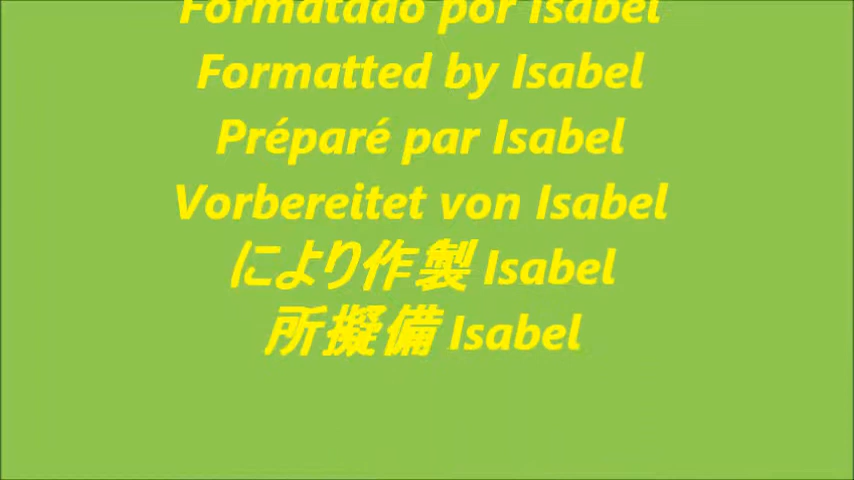 Formatado por Isabel
Formatted by Isabel
Préparé par Isabel
Vorbereitet von Isabel
により作製 Isabel
所擬備 Isabel